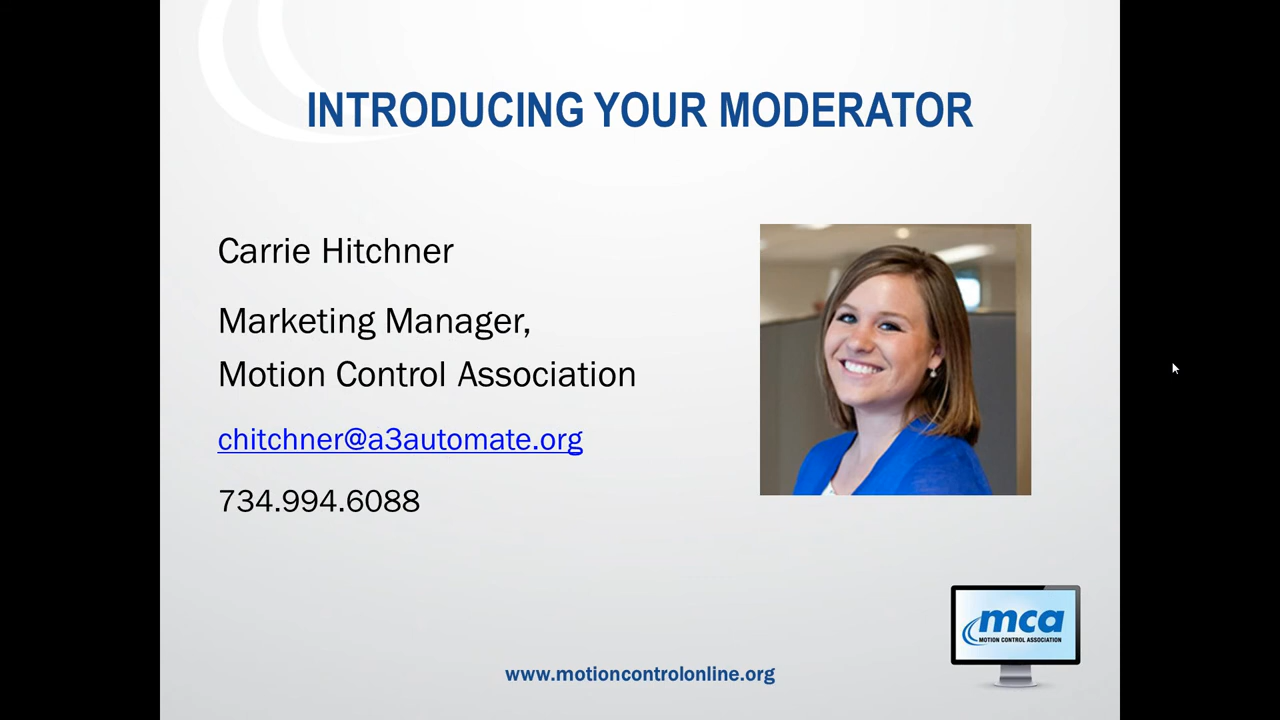 INTRODUCING YOUR MODERATOR
Carrie Hitchner
Marketing Manager,
Motion Control Association
chitchner@a3automate.org
734.994.6088
mca
MOTION CONTROL ASSOCIATION
www.motioncontrolonline.org